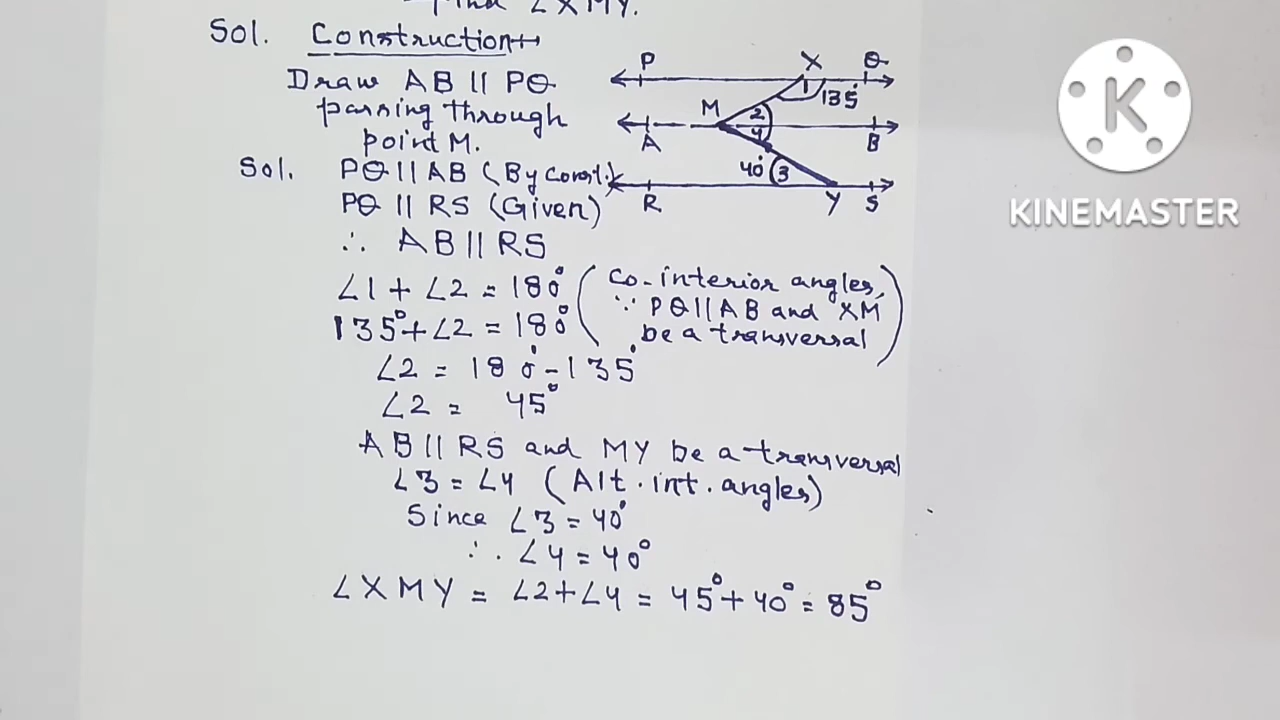 Find ∠XMY.
Sol. Construction↔
Draw AB || PQ
passing through
point M.
P X Q
1 135°
M 2
A 4 B
40° 3
R Y S
Sol. PQ || AB (By const.)
PQ || RS (Given)
∴ AB || RS
∠1 + ∠2 = 180° (Co-interior angles,
∵ PQ || AB and XM
135° + ∠2 = 180° be a transversal)
∠2 = 180° - 135°
∠2 = 45°
AB || RS and MY be a transversal
∠3 = ∠4 (Alt. int. angles)
Since ∠3 = 40°
∴ ∠4 = 40°
∠XMY = ∠2 + ∠4 = 45° + 40° = 85°
K
KINEMASTER